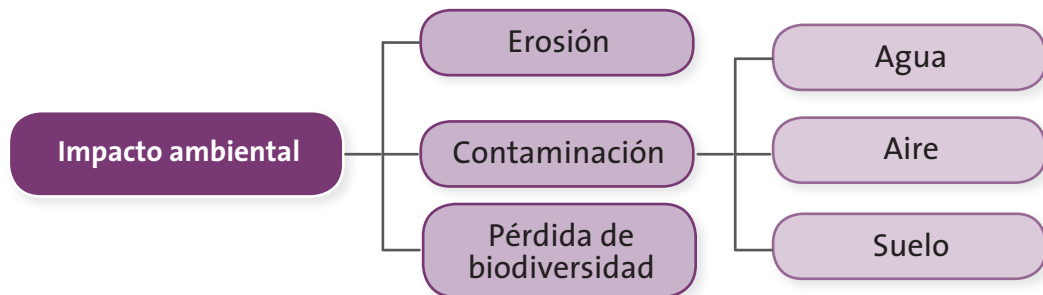 Impacto ambiental
Erosión
Contaminación
Pérdida de
biodiversidad
Agua
Aire
Suelo